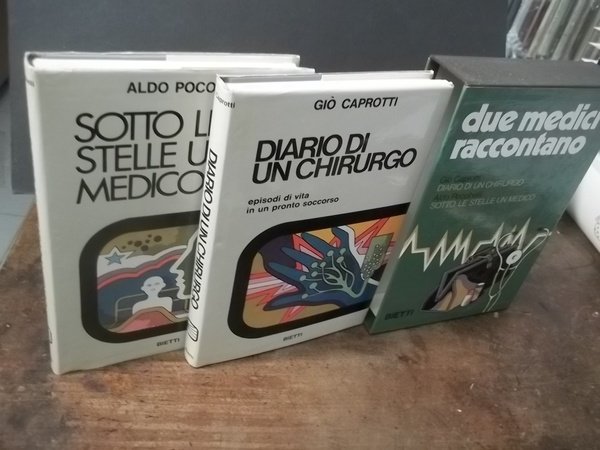 ALDO POCO
SOTTO LE
STELLE U
MEDICO
BIETTI
DIARIO DI UN CHIRURGO
GIÒ CAPROTTI
DIARIO DI
UN CHIRURGO
episodi di vita
in un pronto soccorso
BIETTI
due medici
raccontano
Giò Caprotti
DIARIO DI UN CHIRURGO
SOTTO LE STELLE UN MEDICO
BIETTI